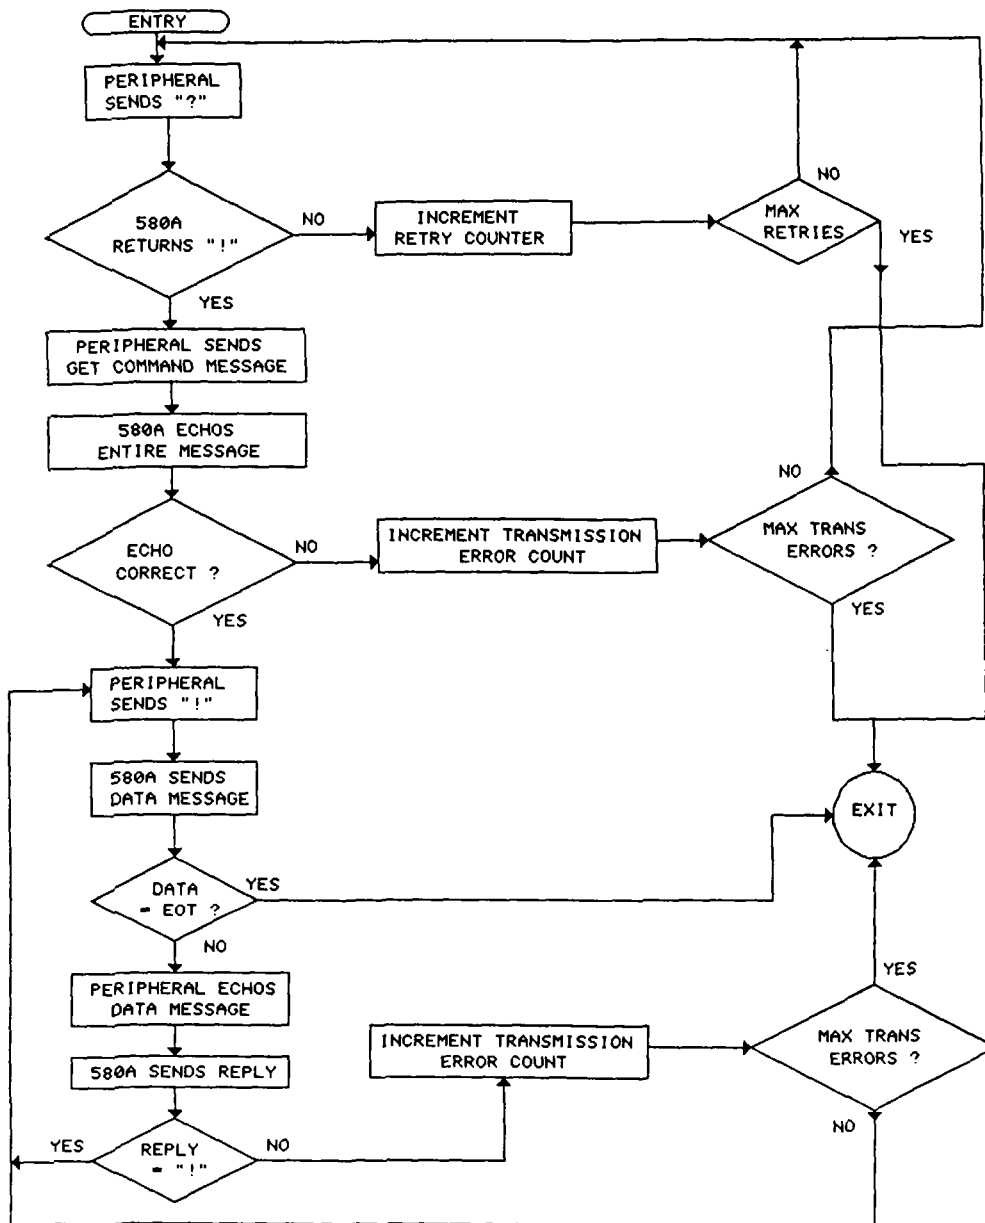 ENTRY
PERIPHERAL
SENDS "?"
NO
580A
RETURNS "!"
NO
INCREMENT
RETRY COUNTER
MAX
RETRIES
YES
YES
PERIPHERAL SENDS
GET COMMAND MESSAGE
580A ECHOS
ENTIRE MESSAGE
NO
ECHO
CORRECT ?
NO
INCREMENT TRANSMISSION
ERROR COUNT
MAX TRANS
ERRORS ?
YES
YES
PERIPHERAL
SENDS "!"
580A SENDS
DATA MESSAGE
EXIT
DATA
= EOT ?
YES
NO
YES
PERIPHERAL ECHOS
DATA MESSAGE
INCREMENT TRANSMISSION
ERROR COUNT
MAX TRANS
ERRORS ?
580A SENDS REPLY
NO
YES
REPLY
= "!"
NO